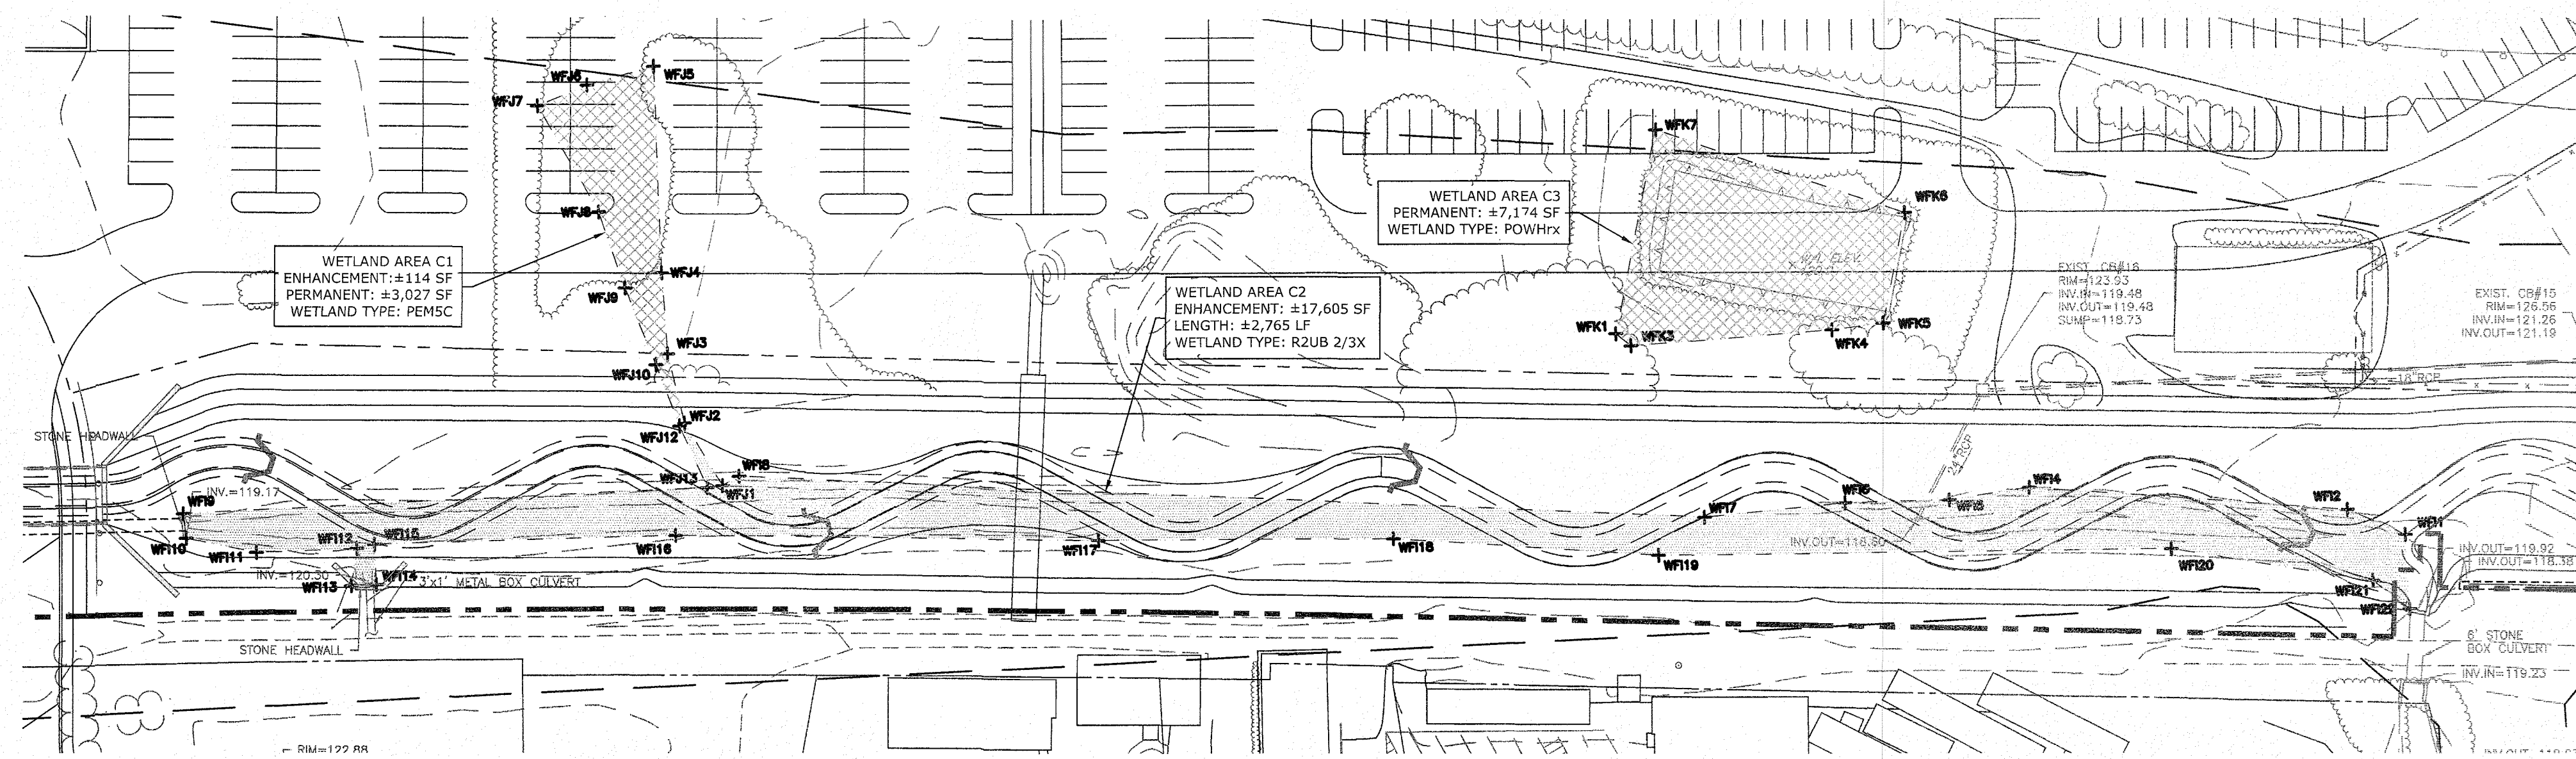 WFJ6
WFJ5
WFJ7
WFK7
WETLAND AREA C3
PERMANENT: ±7,174 SF
WETLAND TYPE: POWHrx
WFK6
WFJ8
WETLAND AREA C1
ENHANCEMENT:±114 SF
PERMANENT: ±3,027 SF
WETLAND TYPE: PEM5C
WFJ4
WFJ9
WETLAND AREA C2
ENHANCEMENT: ±17,605 SF
LENGTH: ±2,765 LF
WETLAND TYPE: R2UB 2/3X
EXIST. CB#16
RIM=123.93
INV.IN=119.48
INV.OUT=119.48
SUMP=118.73
EXIST. CB#15
RIM=126.56
INV.IN=121.26
INV.OUT=121.19
WFK1
WFK3
WFK4
WFK5
WFJ3
WFJ10
18"RCP
WFJ2
WFJ12
STONE HEADWALL
24"RCP
WFI8
WFJ13
WFJ1
INV.=119.17
WFI9
WFI4
WFI6
WFI5
WFI7
WFI2
WFI1
WFI10
WFI11
WFI12
WFI15
WFI16
WFI17
WFI18
WFI19
INV.OUT=118.60
WFI20
INV.OUT=119.92
INV.OUT=118.38
INV.=120.30
WFI13
WFI14
3'x1' METAL BOX CULVERT
WFI21
WFI22
STONE HEADWALL
6' STONE
BOX CULVERT
INV.IN=119.23
RIM=122.88